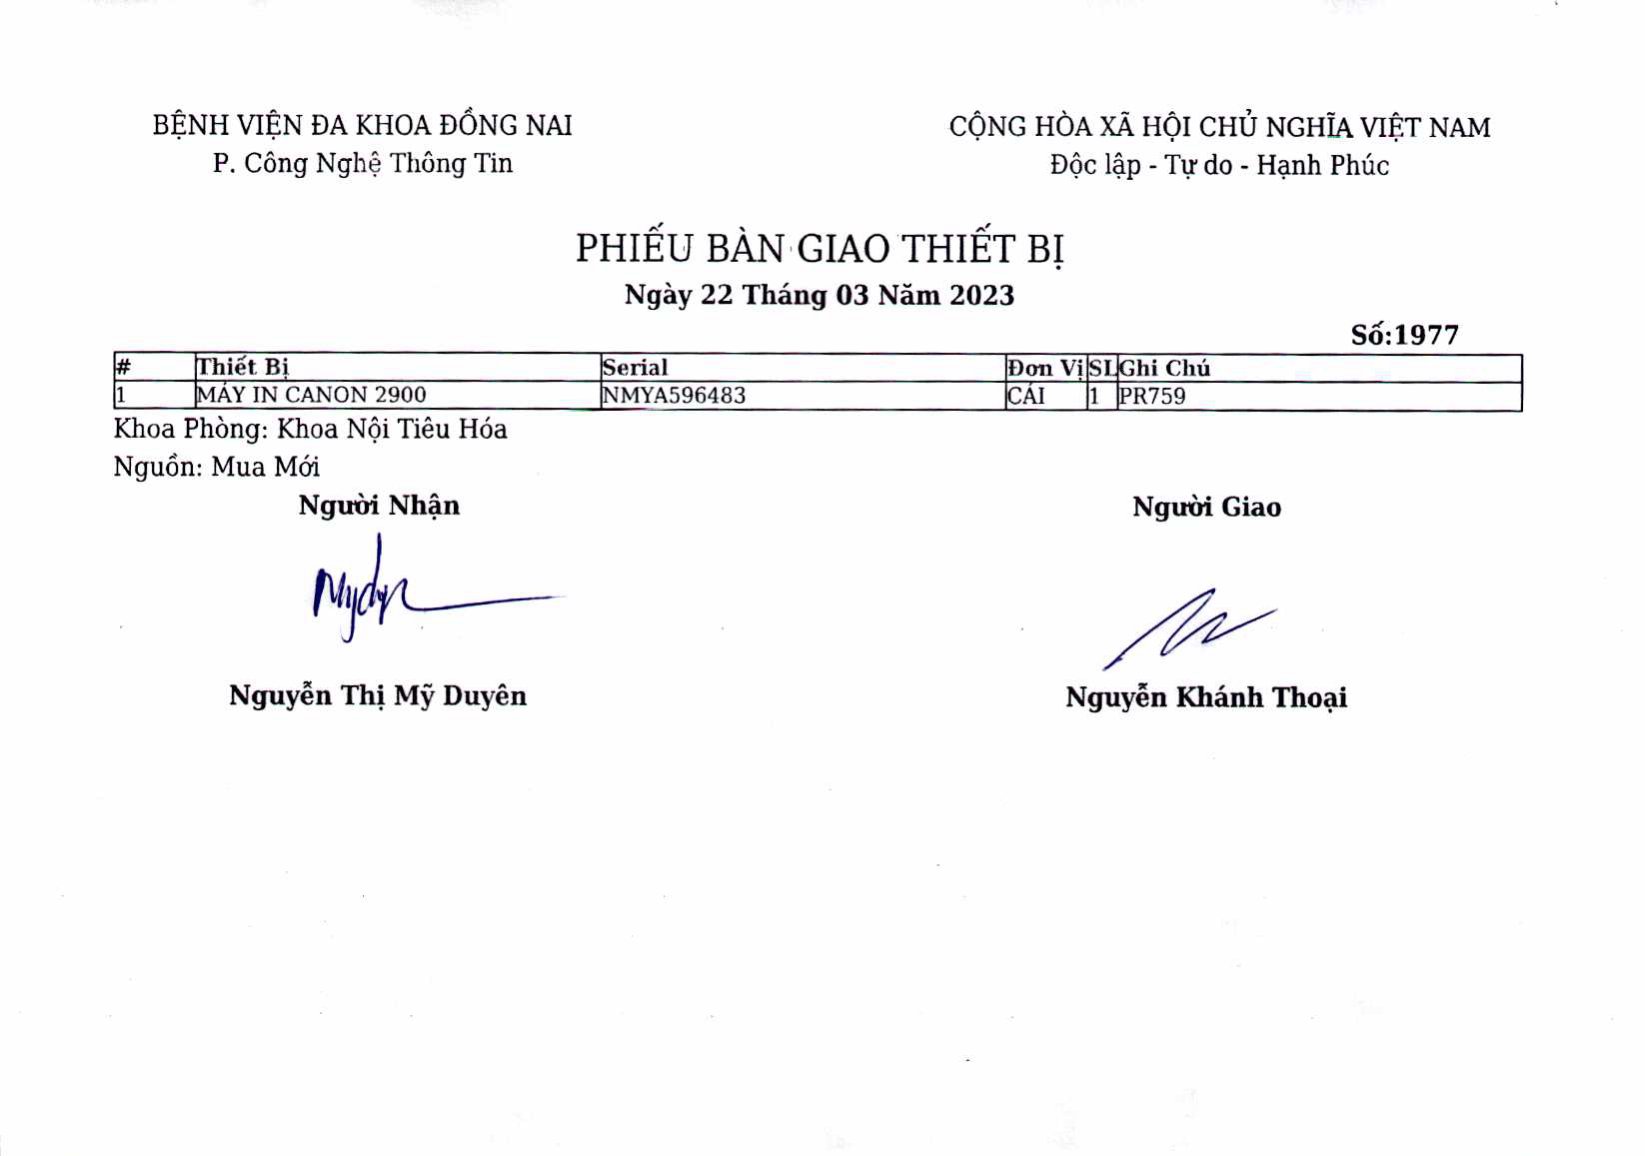 BỆNH VIỆN ĐA KHOA ĐỒNG NAI
P. Công Nghệ Thông Tin
CỘNG HÒA XÃ HỘI CHỦ NGHĨA VIỆT NAM
Độc lập - Tự do - Hạnh Phúc
PHIẾU BÀN GIAO THIẾT BỊ
Ngày 22 Tháng 03 Năm 2023
Số:1977
# Thiết Bị Serial Đơn Vị SL Ghi Chú
1 MÁY IN CANON 2900 NMYA596483 CÁI 1 PR759
Khoa Phòng: Khoa Nội Tiêu Hóa
Nguồn: Mua Mới
Người Nhận Người Giao
Nguyễn Thị Mỹ Duyên Nguyễn Khánh Thoại